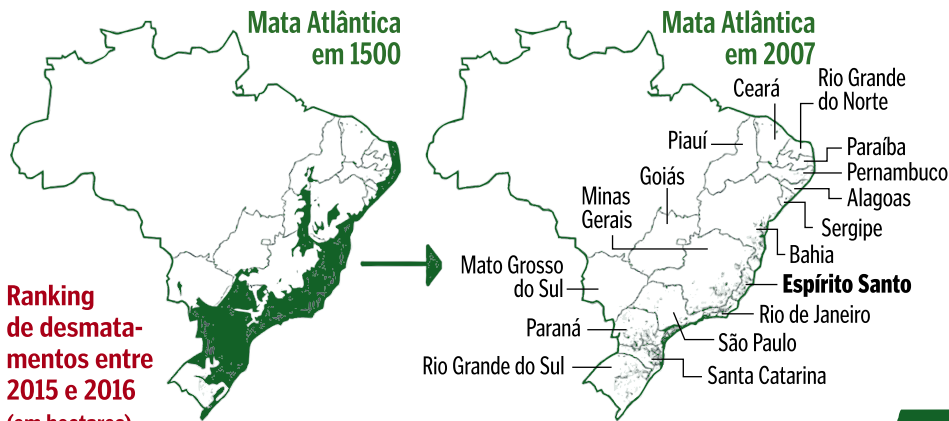 Mata Atlântica
em 1500
Mata Atlântica
em 2007
Ceará
Rio Grande
do Norte
Piauí
Paraíba
Pernambuco
Goiás
Alagoas
Minas
Gerais
Sergipe
Bahia
Mato Grosso
do Sul
Espírito Santo
Rio de Janeiro
Paraná
São Paulo
Rio Grande do Sul
Santa Catarina
Ranking
de desmata-
mentos entre
2015 e 2016
(em hectares)